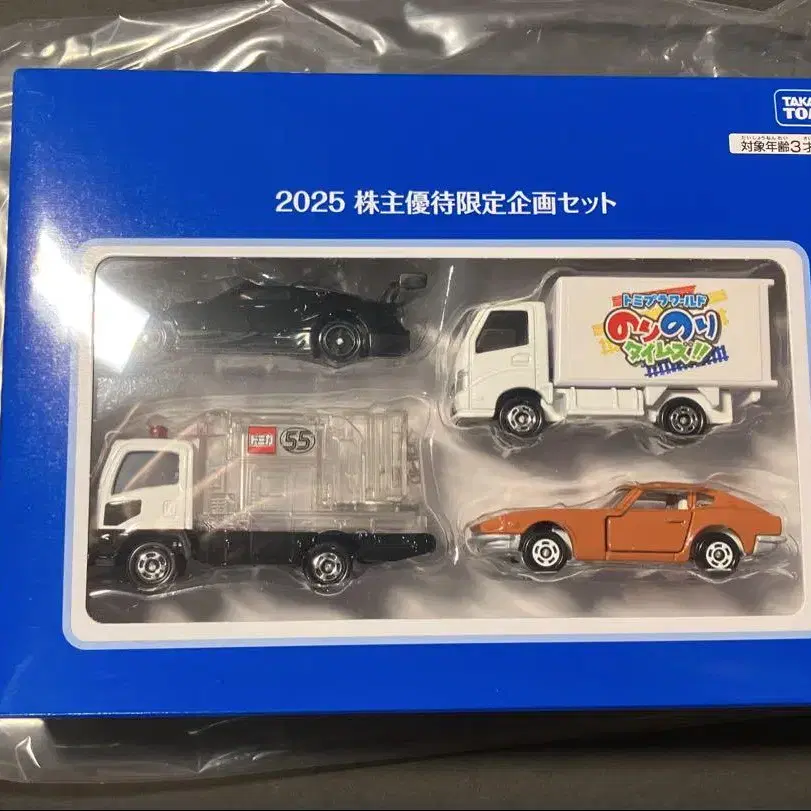 TAKA
TOM
対象年齢3才
2025 株主優待限定企画セット
トミプラワールド
のりのり
タイムズ!!
トミカ 55